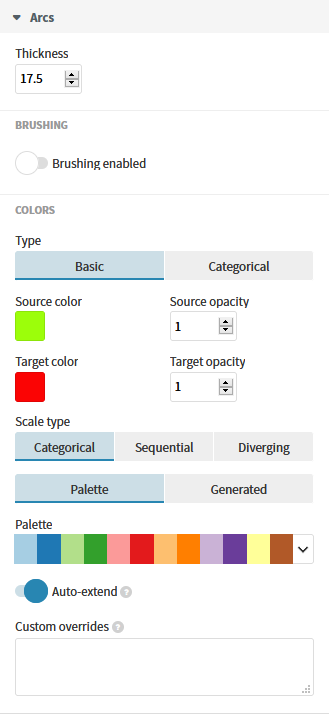 Arcs
Thickness
17.5
BRUSHING
Brushing enabled
COLORS
Type
Basic Categorical
Source color Source opacity
1
Target color Target opacity
1
Scale type
Categorical Sequential Diverging
Palette Generated
Palette
Auto-extend ?
Custom overrides ?